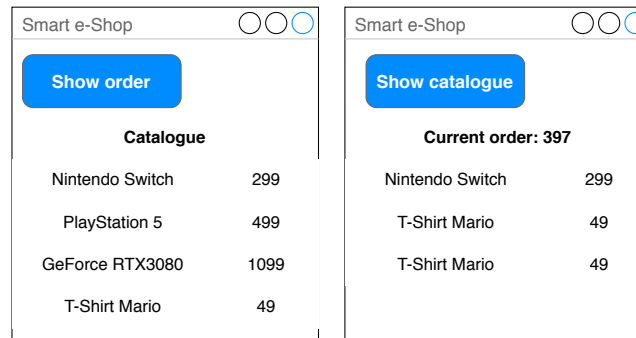 Smart e-Shop
Show order
Catalogue
Nintendo Switch 299
PlayStation 5 499
GeForce RTX3080 1099
T-Shirt Mario 49
Smart e-Shop
Show catalogue
Current order: 397
Nintendo Switch 299
T-Shirt Mario 49
T-Shirt Mario 49